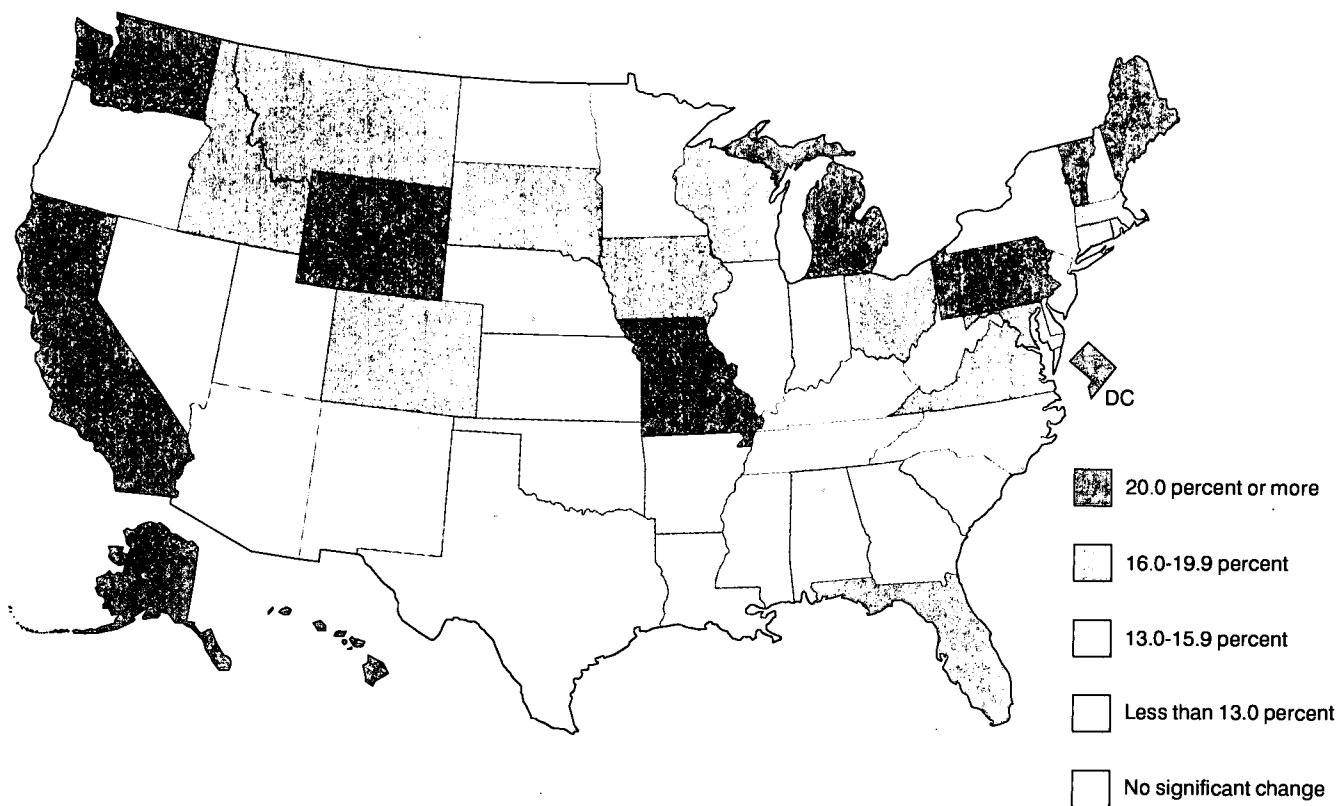 DC
20.0 percent or more
16.0-19.9 percent
13.0-15.9 percent
Less than 13.0 percent
No significant change